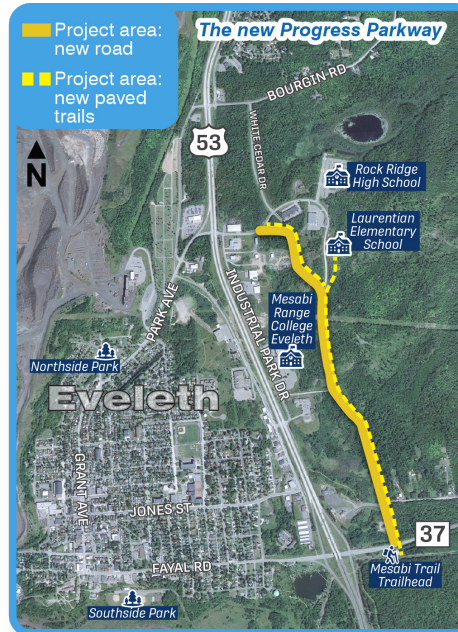 The new Progress Parkway
Project area:
new road
Project area:
new paved
trails
N
53
BOURGIN RD
WHITE CEDAR DR
Rock Ridge
High School
Laurentian
Elementary
School
INDUSTRIAL PARK DR
PARK AVE
Mesabi
Range
College
Eveleth
Northside Park
Eveleth
GRANT AVE
JONES ST
37
FAYAL RD
Mesabi Trail
Trailhead
Southside Park